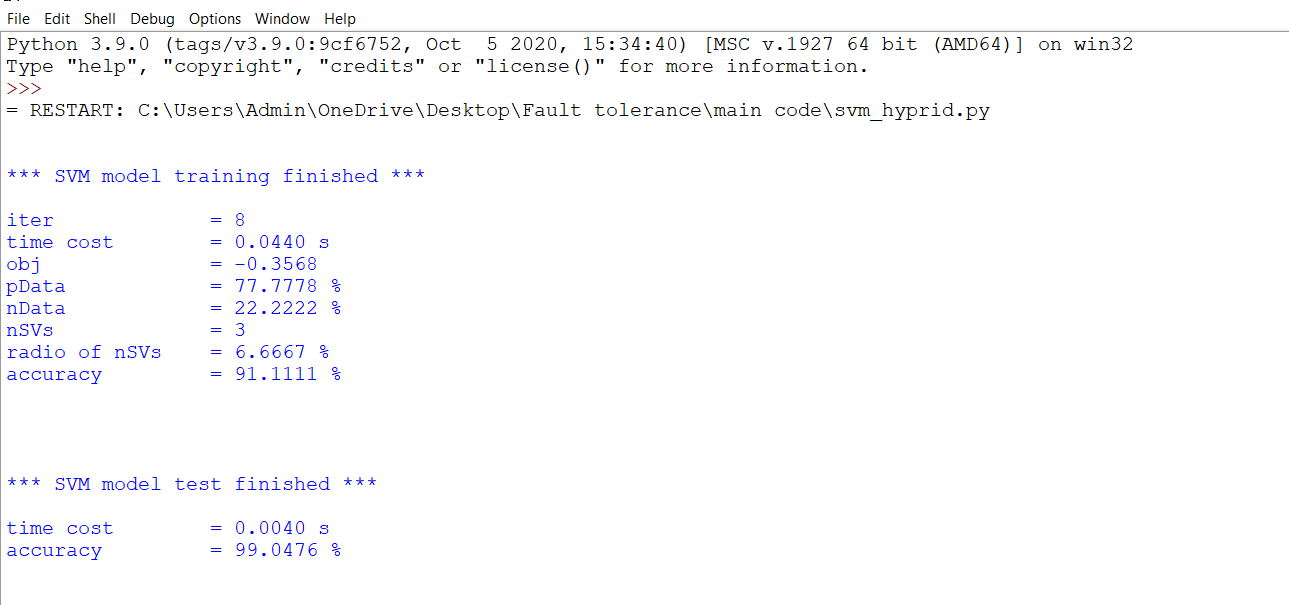 File Edit Shell Debug Options Window Help
Python 3.9.0 (tags/v3.9.0:9cf6752, Oct  5 2020, 15:34:40) [MSC v.1927 64 bit (AMD64)] on win32
Type "help", "copyright", "credits" or "license()" for more information.
>>>
= RESTART: C:\Users\Admin\OneDrive\Desktop\Fault tolerance\main code\svm_hyprid.py
*** SVM model training finished ***
iter             = 8
time cost        = 0.0440 s
obj              = -0.3568
pData            = 77.7778 %
nData            = 22.2222 %
nSVs             = 3
radio of nSVs    = 6.6667 %
accuracy         = 91.1111 %
*** SVM model test finished ***
time cost        = 0.0040 s
accuracy         = 99.0476 %